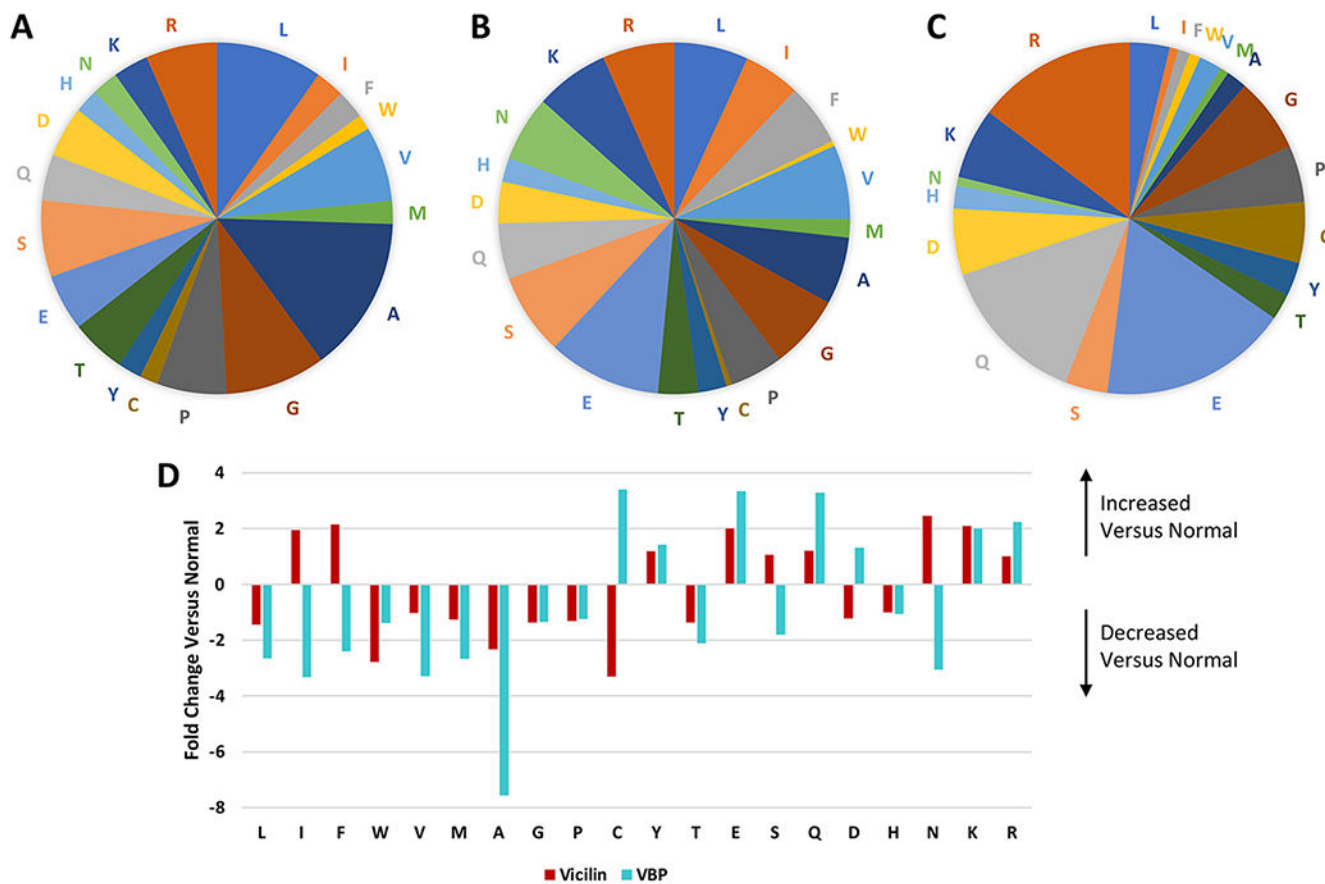 A
R
L
I
F
W
V
M
A
G
P
C
Y
T
E
S
Q
D
H
N
K
B
R
L
I
F
W
V
M
A
G
P
C
Y
T
E
S
Q
D
H
N
K
C
R
L
I
F
W
V
M
A
G
P
C
Y
T
E
S
Q
D
H
N
K
D
Fold Change Versus Normal
4
2
0
-2
-4
-6
-8
L I F W V M A G P C Y T E S Q D H N K R
Vicilin VBP
Increased
Versus Normal
Decreased
Versus Normal